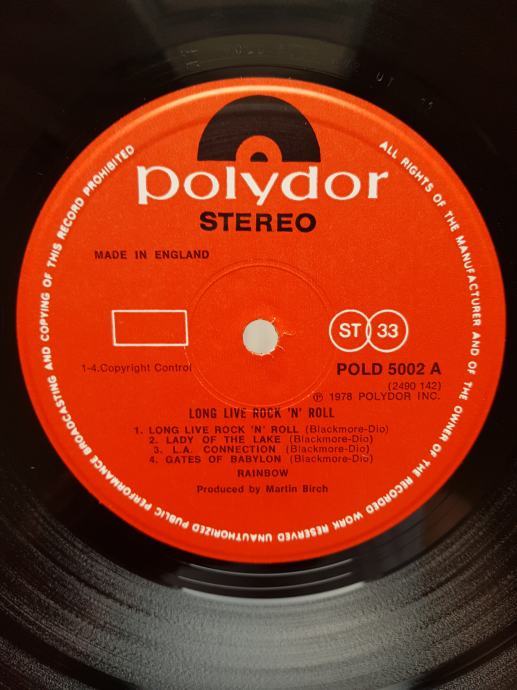 polydor
STEREO
MADE IN ENGLAND
ST 33
1-4.Copyright Control
POLD 5002 A
(2490 142)
℗ 1978 POLYDOR INC.
LONG LIVE ROCK 'N' ROLL
1. LONG LIVE ROCK 'N' ROLL (Blackmore-Dio)
2. LADY OF THE LAKE (Blackmore-Dio)
3. L.A. CONNECTION (Blackmore-Dio)
4. GATES OF BABYLON (Blackmore-Dio)
RAINBOW
Produced by Martin Birch
ALL RIGHTS OF THE MANUFACTURER AND OF THE OWNER OF THE RECORDED WORK RESERVED UNAUTHORIZED PUBLIC PERFORMANCE BROADCASTING AND COPYING OF THIS RECORD PROHIBITED